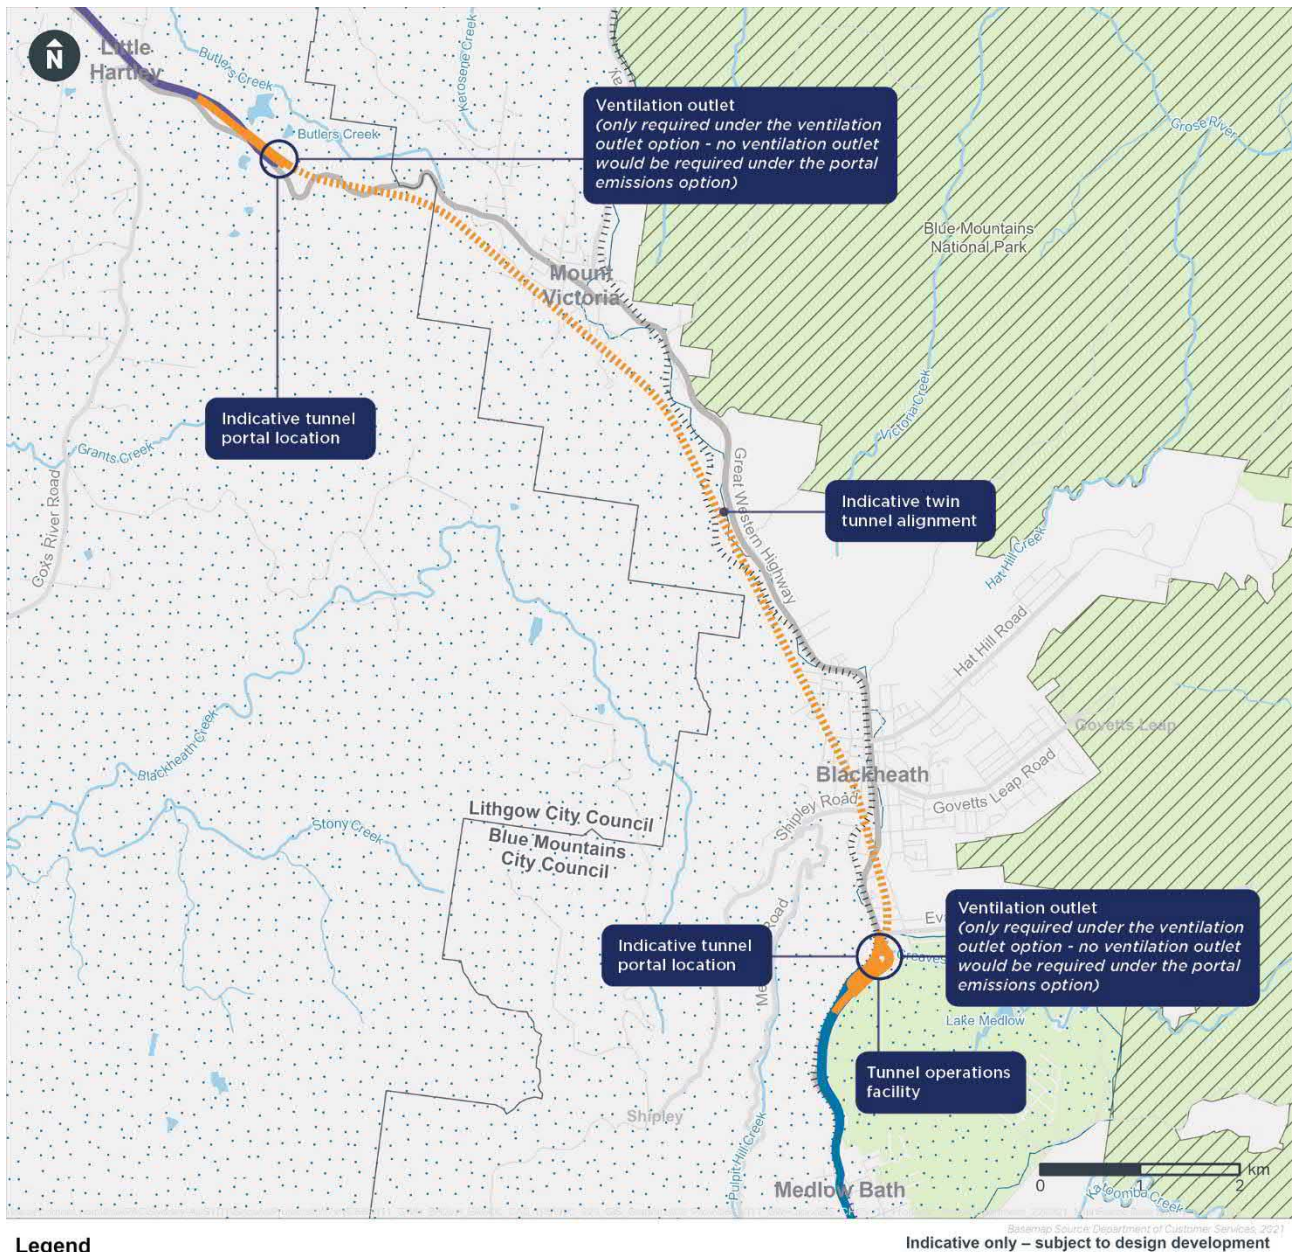 N
Little
Hartley
Butlers Creek
Butlers Creek
Kerosene Creek
Ventilation outlet
(only required under the ventilation
outlet option - no ventilation outlet
would be required under the portal
emissions option)
Grose River
Blue Mountains
National Park
Mount
Victoria
Indicative tunnel
portal location
Grants Creek
Coxs River Road
Victoria Creek
Great Western Highway
Indicative twin
tunnel alignment
Hat Hill Creek
Hat Hill Road
Govetts Leap
Blackheath Creek
Blackheath
Govetts Leap Road
Shipley Road
Stony Creek
Lithgow City Council
Blue Mountains
City Council
Indicative tunnel
portal location
Road
Ventilation outlet
(only required under the ventilation
outlet option - no ventilation outlet
would be required under the portal
emissions option)
Lake Medlow
Tunnel operations
facility
Shipley
Pulpit Hill Creek
Medlow Bath
km
0
1
2
Katoomba Creek
Basemap Source: Department of Customer Services, 2021
Indicative only – subject to design development
Legend